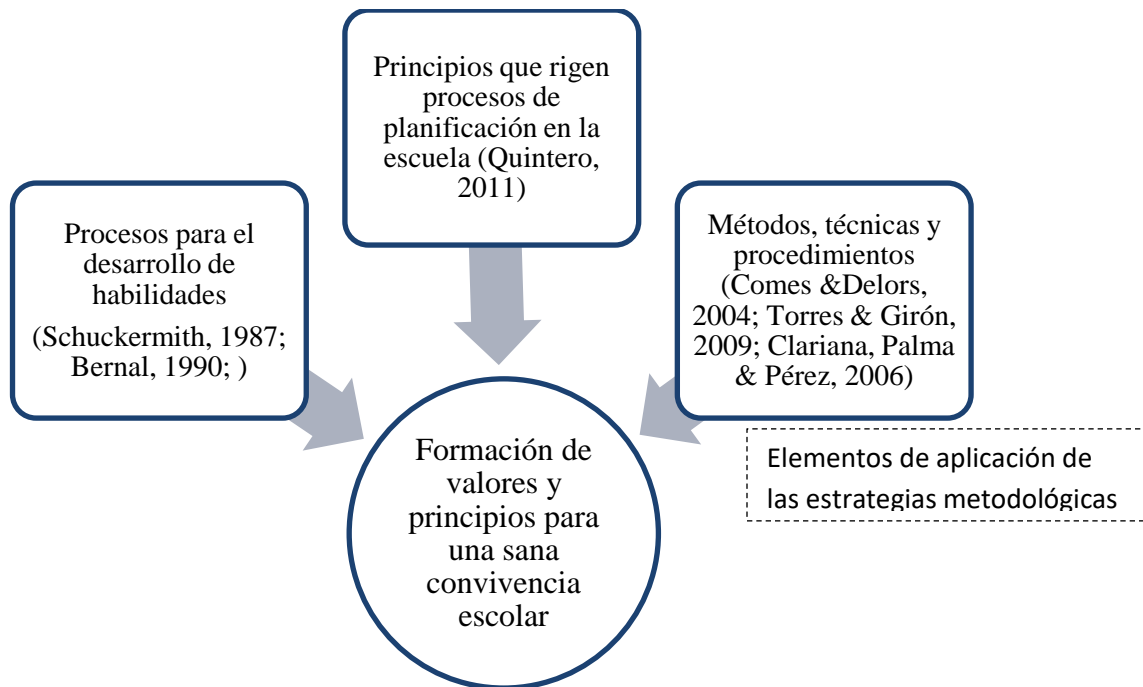 Principios que rigen
procesos de
planificación en la
escuela (Quintero,
2011)
Procesos para el
desarrollo de
habilidades
(Schuckermith, 1987;
Bernal, 1990; )
Métodos, técnicas y
procedimientos
(Comes &Delors,
2004; Torres & Girón,
2009; Clariana, Palma
& Pérez, 2006)
Formación de
valores y
principios para
una sana
convivencia
escolar
Elementos de aplicación de
las estrategias metodológicas